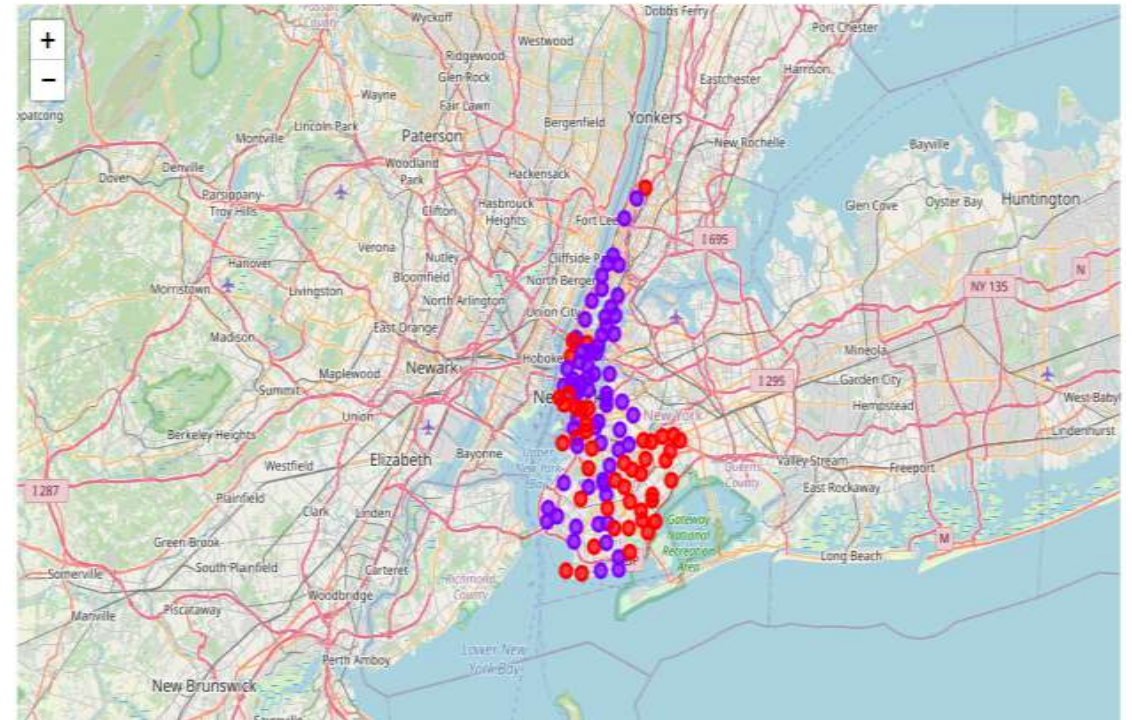 +
−
Wyckoff
Dobbs Ferry
Port Chester
Westwood
Ridgewood
Glen Rock
Harrison
Eastchester
Wayne
Fair Lawn
Lincoln Park
Bergenfield
Yonkers
Montville
Paterson
New Rochelle
Bayville
Denville
Woodland
Park
Dover
Hackensack
Parsippany-
Troy Hills
Hasbrouck
Heights
Clifton
Fort Lee
Glen Cove
Oyster Bay
Huntington
I 695
Verona
Nutley
Cliffside
Hanover
Bloomfield
North Bergen
N
Morristown
Livingston
North Arlington
NY 135
Union City
East Orange
Madison
Hoboken
Mineola
Newark
Maplewood
Summit
I 295
Garden City
Union
New York
Hempstead
West Baby
Berkeley Heights
Lindenhurst
Bayonne
Elizabeth
Upper
New York
Bay
Westfield
Queens
County
Valley Stream
Freeport
I 287
Plainfield
East Rockaway
Clark
Linden
Gateway
National
Recreation
Area
M
Green Brook
Long Beach
South Plainfield
Carteret
Somerville
Richmond
County
Woodbridge
Piscataway
Manville
Lower New
York Bay
Perth Amboy
New Brunswick